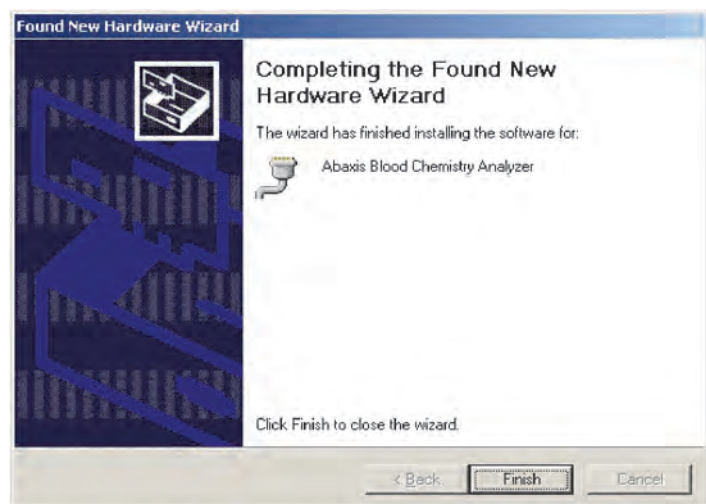 Found New Hardware Wizard
Completing the Found New
Hardware Wizard
The wizard has finished installing the software for:
Abaxis Blood Chemistry Analyzer
Click Finish to close the wizard.
< Back
Finish
Cancel